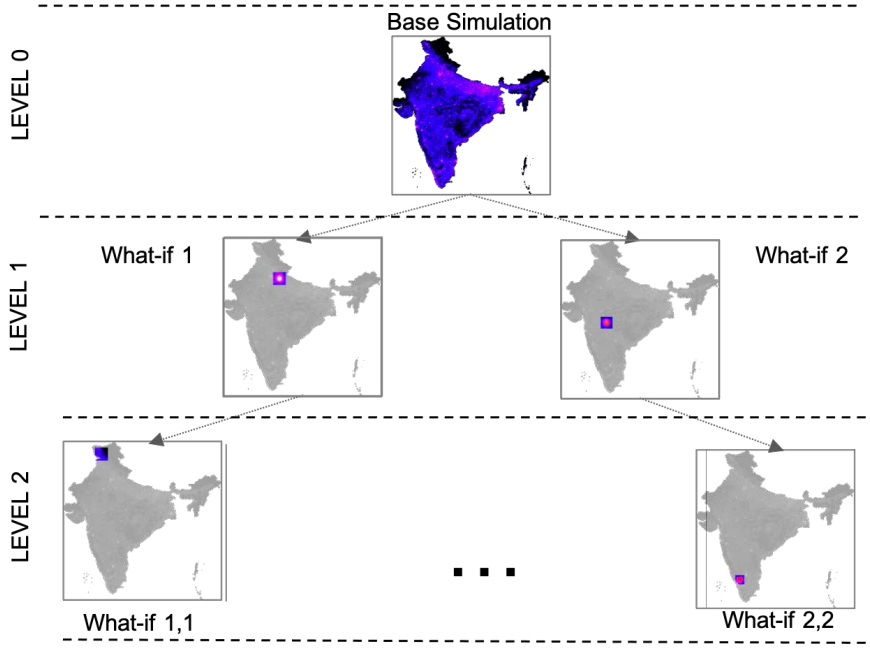 Base Simulation
LEVEL 0
What-if 1
What-if 2
LEVEL 1
LEVEL 2
...
What-if 1,1
What-if 2,2